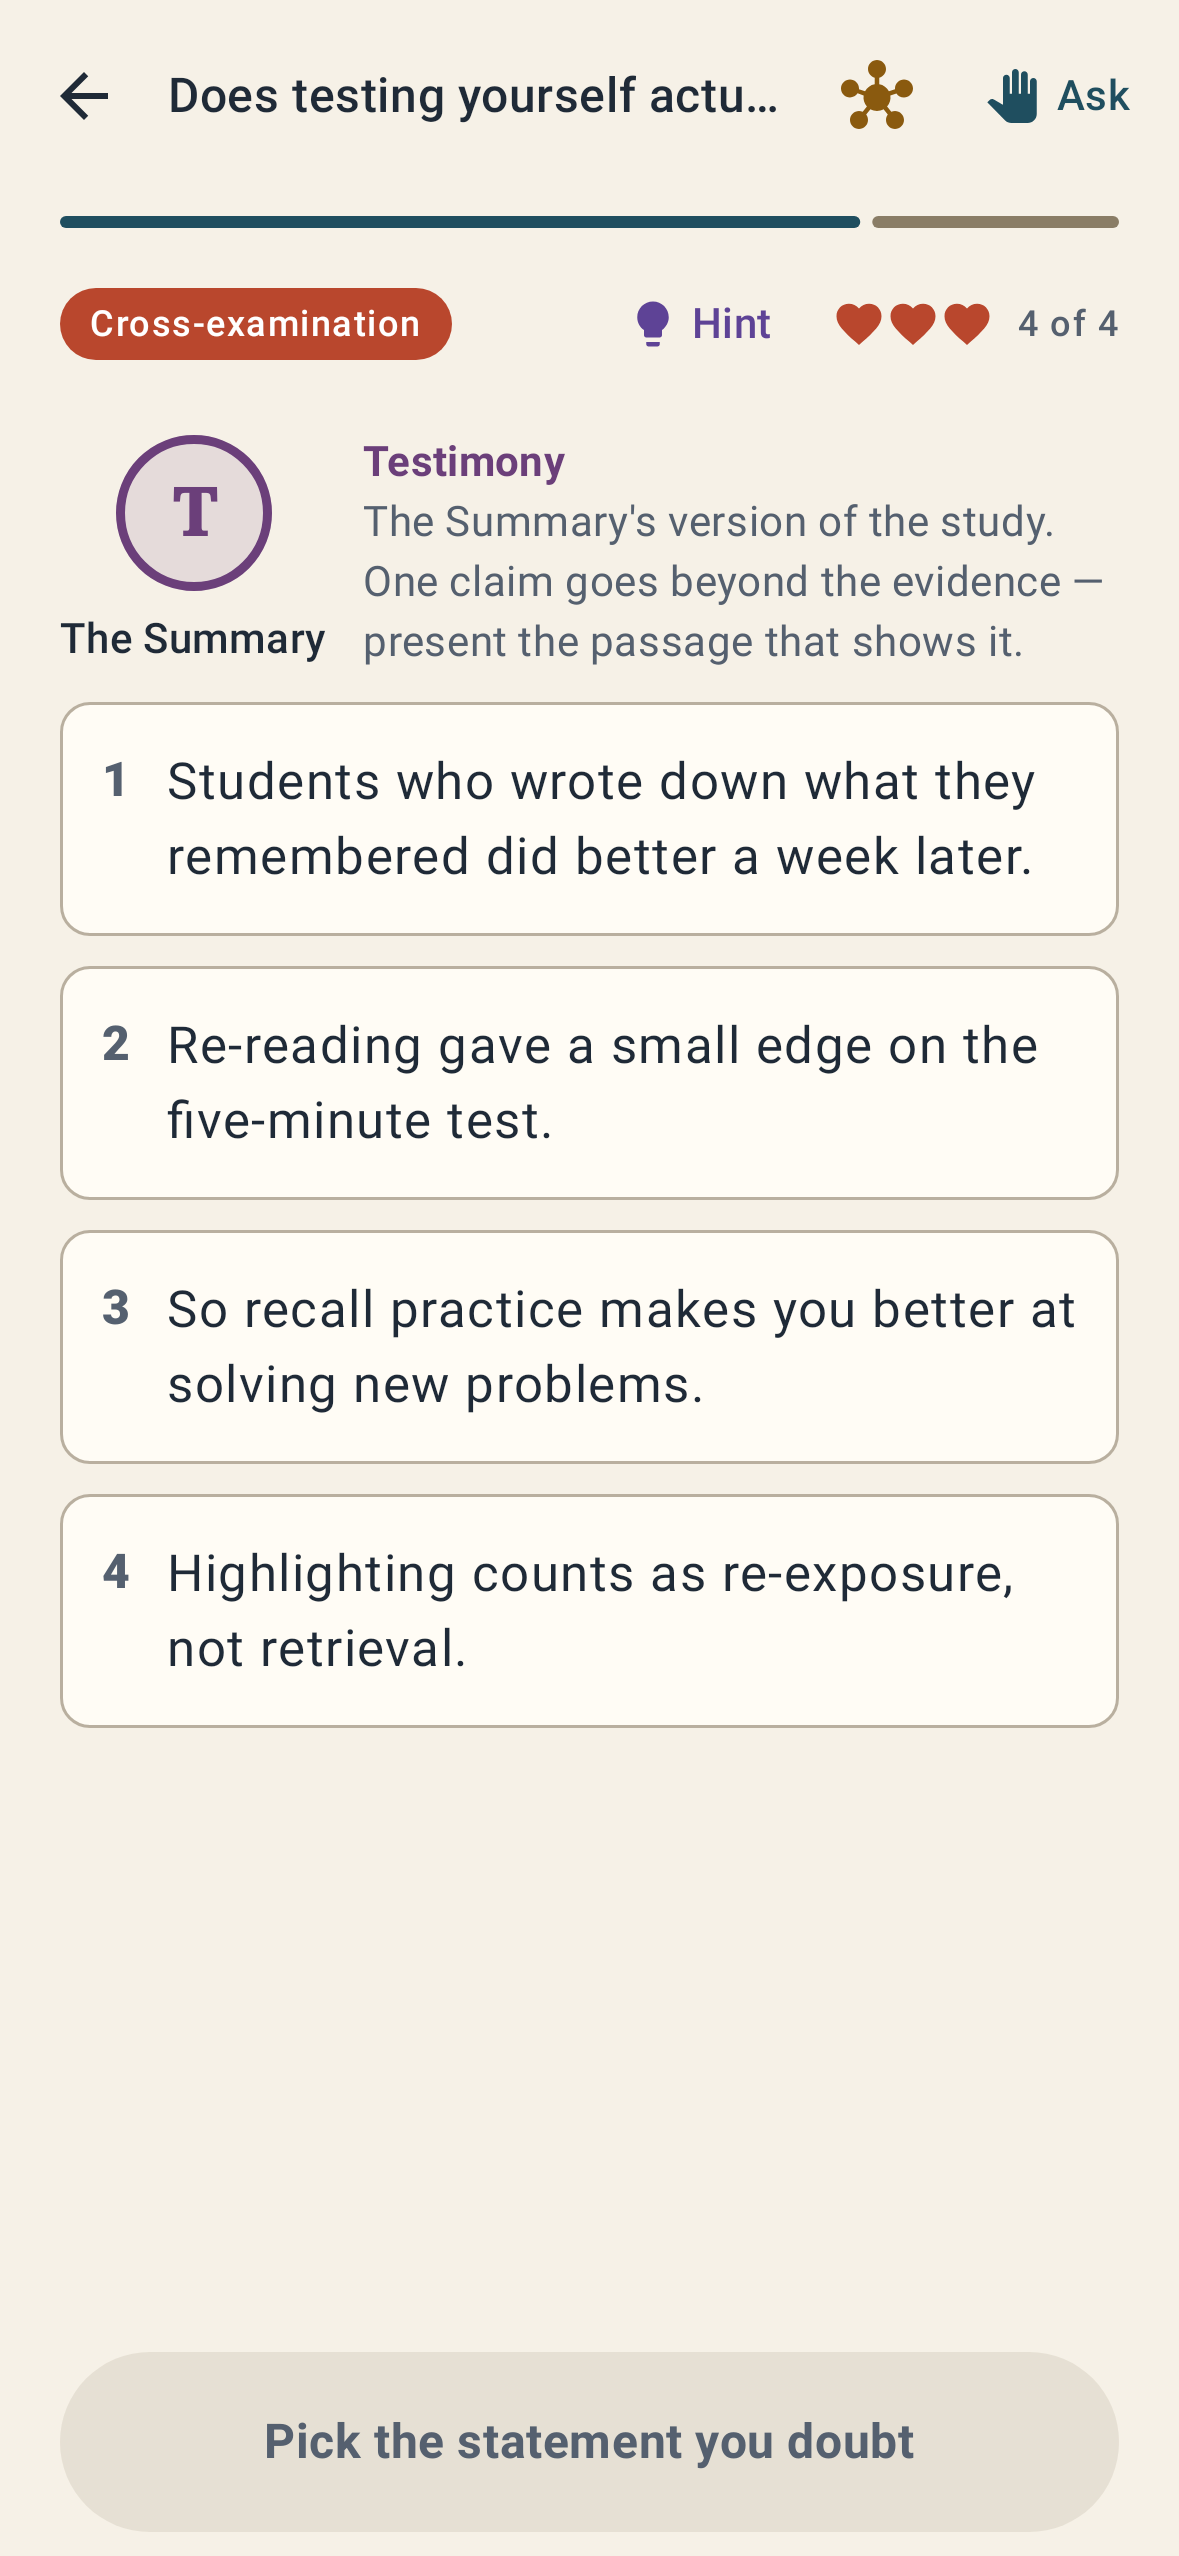 Does testing yourself actu…
Ask
Cross-examination
Hint
4 of 4
T
The Summary
Testimony
The Summary's version of the study.
One claim goes beyond the evidence —
present the passage that shows it.
1 Students who wrote down what they
remembered did better a week later.
2 Re-reading gave a small edge on the
five-minute test.
3 So recall practice makes you better at
solving new problems.
4 Highlighting counts as re-exposure,
not retrieval.
Pick the statement you doubt